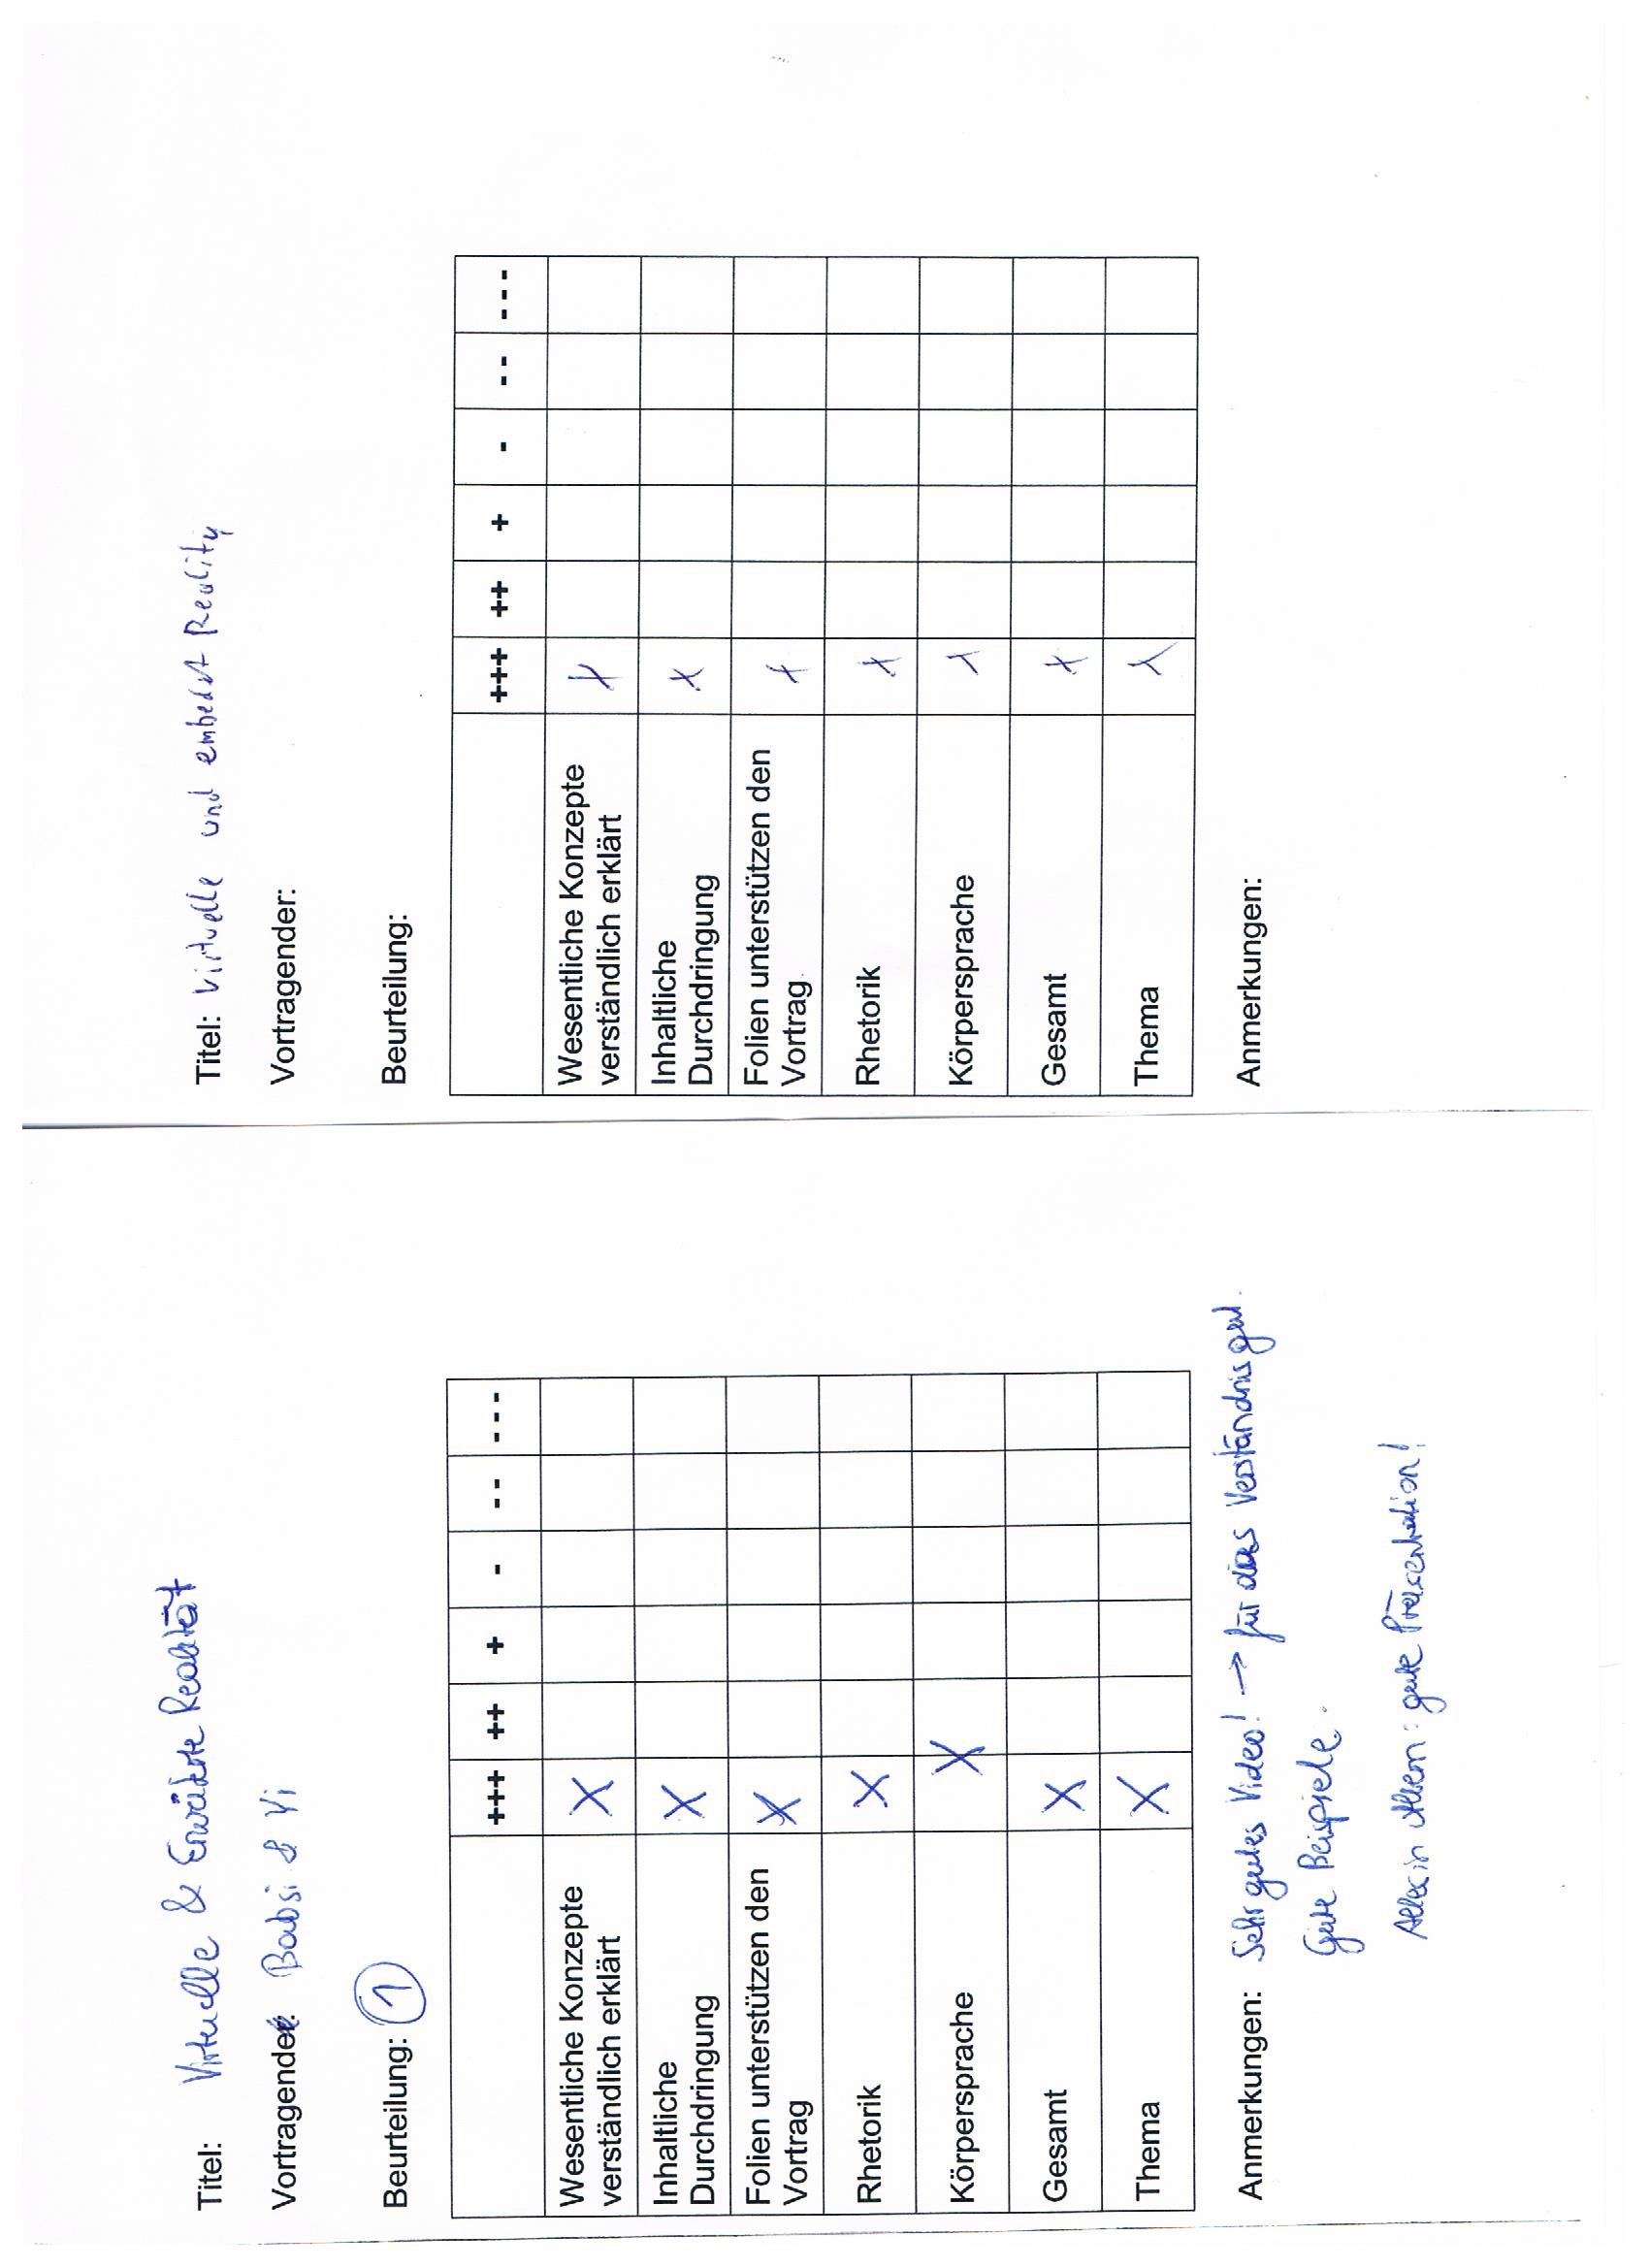 Titel: Virtuelle & Erweiterte Realität
Vortragende: Babsi & Yi
Beurteilung: 1
+++ ++ + - -- ---
Wesentliche Konzepte
verständlich erklärt X
Inhaltliche
Durchdringung X
Folien unterstützen den
Vortrag X
Rhetorik X
Körpersprache X
Gesamt X
Thema X
Anmerkungen: Sehr gutes Video! → für das Verständnis gut.
Gute Beispiele.
Alles in Allem: gute Präsentation!
Titel: Virtuelle und embedet Reality
Vortragender:
Beurteilung:
+++ ++ + - -- ---
Wesentliche Konzepte
verständlich erklärt X
Inhaltliche
Durchdringung X
Folien unterstützen den
Vortrag X
Rhetorik X
Körpersprache X
Gesamt X
Thema X
Anmerkungen: